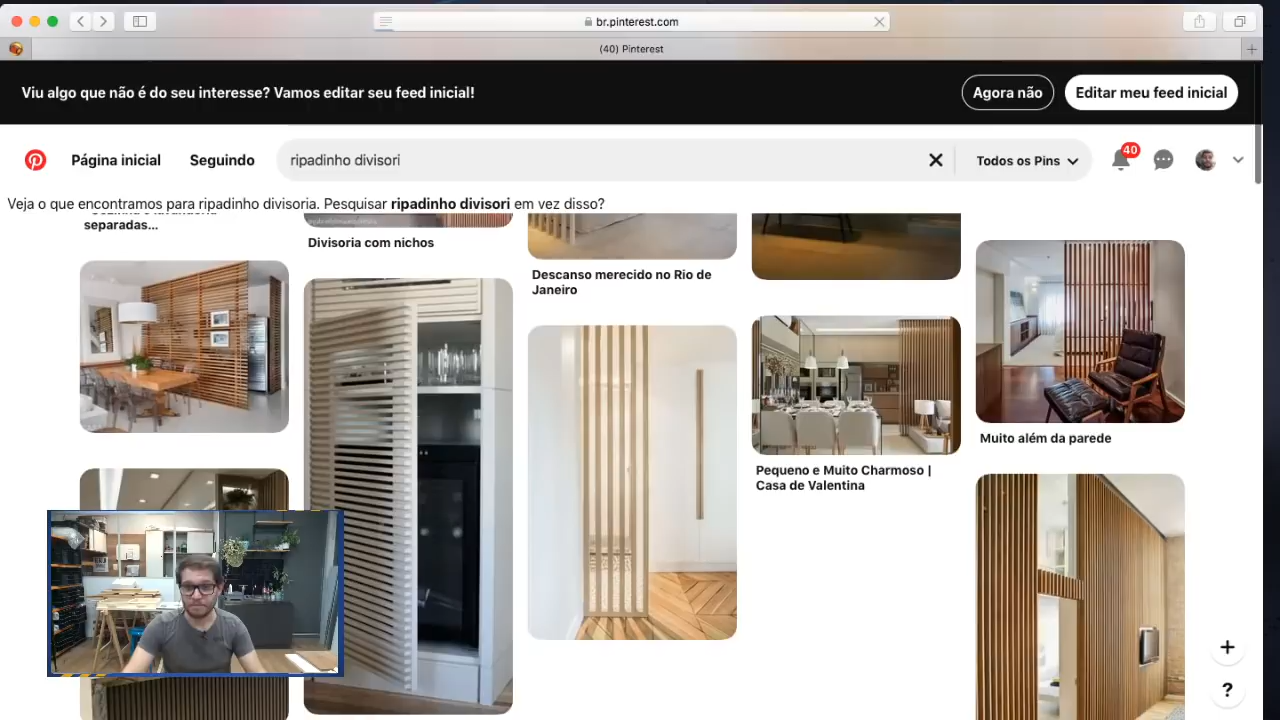 br.pinterest.com
(40) Pinterest
Viu algo que não é do seu interesse? Vamos editar seu feed inicial!
Agora não
Editar meu feed inicial
Página inicial
Seguindo
ripadinho divisori
Todos os Pins
40
Veja o que encontramos para ripadinho divisoria. Pesquisar ripadinho divisori em vez disso?
separadas...
Divisoria com nichos
Descanso merecido no Rio de
Janeiro
Pequeno e Muito Charmoso |
Casa de Valentina
Muito além da parede
+
?